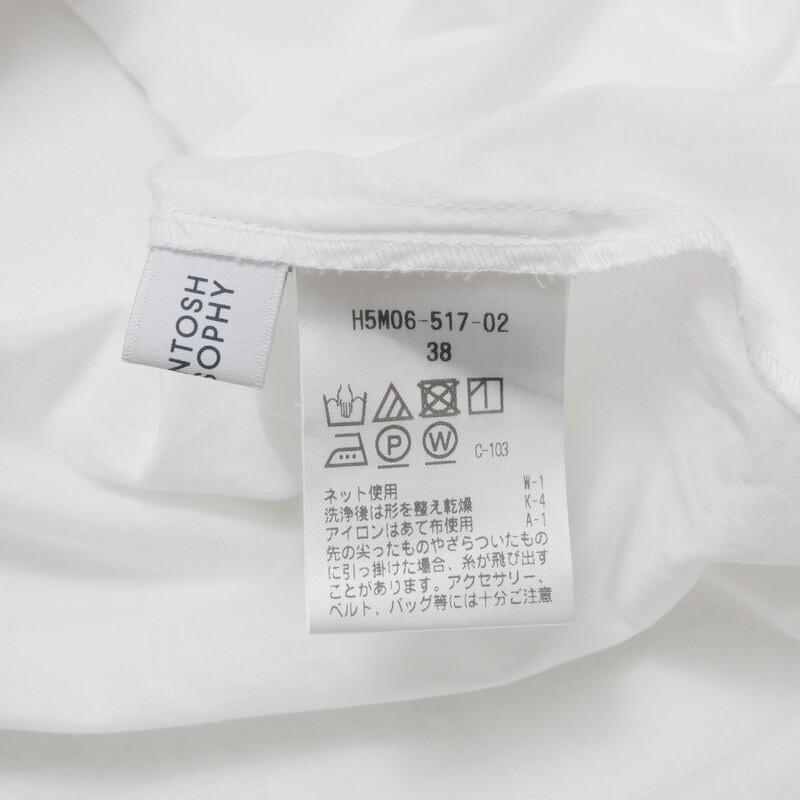 NTOSH
SOPHY
H5M06-517-02
38
P
W
C-103
ネット使用
W-1
洗浄後は形を整え乾燥
K-4
アイロンはあて布使用
A-1
先の尖ったものやざらついたもの
に引っ掛けた場合、糸が飛び出す
ことがあります。アクセサリー、
ベルト、バッグ等には十分ご注意